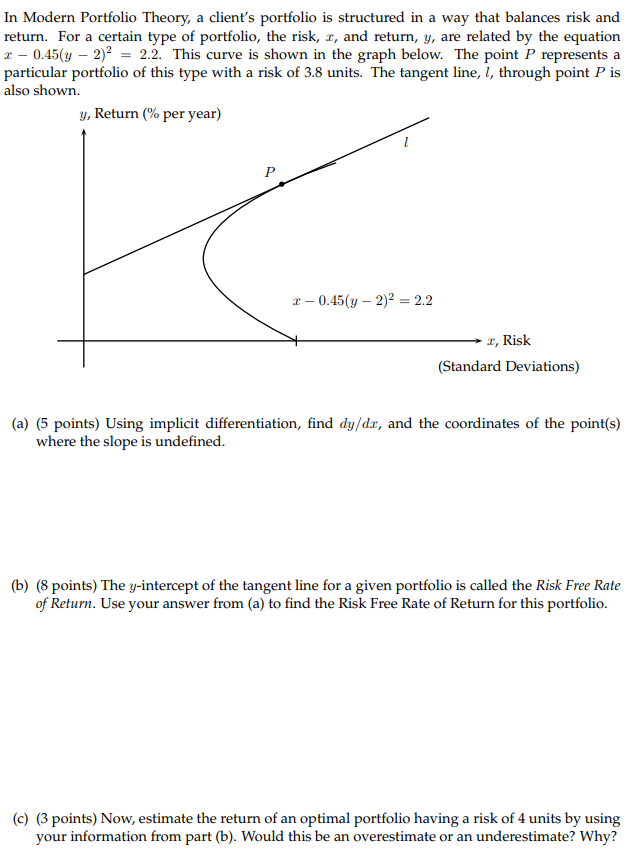 In Modern Portfolio Theory, a client's portfolio is structured in a way that balances risk and
return. For a certain type of portfolio, the risk, x, and return, y, are related by the equation
x − 0.45(y − 2)² = 2.2. This curve is shown in the graph below. The point P represents a
particular portfolio of this type with a risk of 3.8 units. The tangent line, l, through point P is
also shown.
y, Return (% per year)
l
P
x − 0.45(y − 2)² = 2.2
x, Risk
(Standard Deviations)
(a) (5 points) Using implicit differentiation, find dy/dx, and the coordinates of the point(s)
where the slope is undefined.
(b) (8 points) The y-intercept of the tangent line for a given portfolio is called the Risk Free Rate
of Return. Use your answer from (a) to find the Risk Free Rate of Return for this portfolio.
(c) (3 points) Now, estimate the return of an optimal portfolio having a risk of 4 units by using
your information from part (b). Would this be an overestimate or an underestimate? Why?